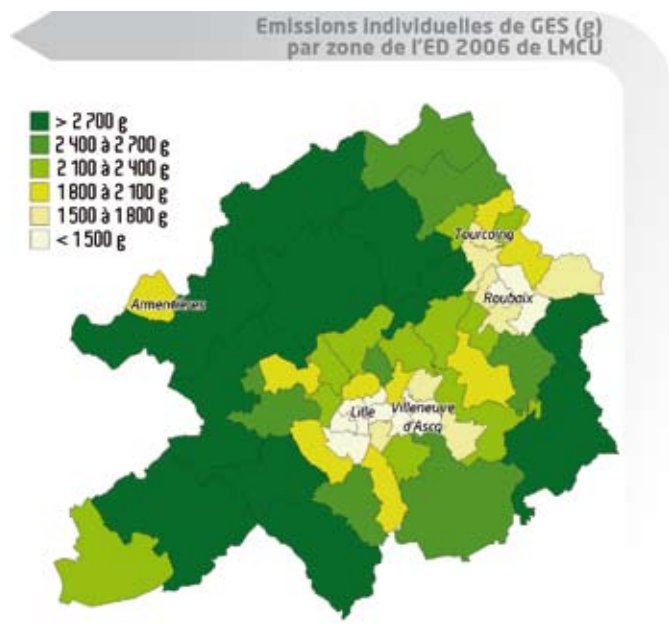 Emissions individuelles de GES (g)
par zone de l'ED 2006 de LMCU
> 2 700 g
2 400 à 2 700 g
2 100 à 2 400 g
1 800 à 2 100 g
1 500 à 1 800 g
< 1 500 g
Tourcoing
Armentières
Roubaix
Lille
Villeneuve
d'Ascq